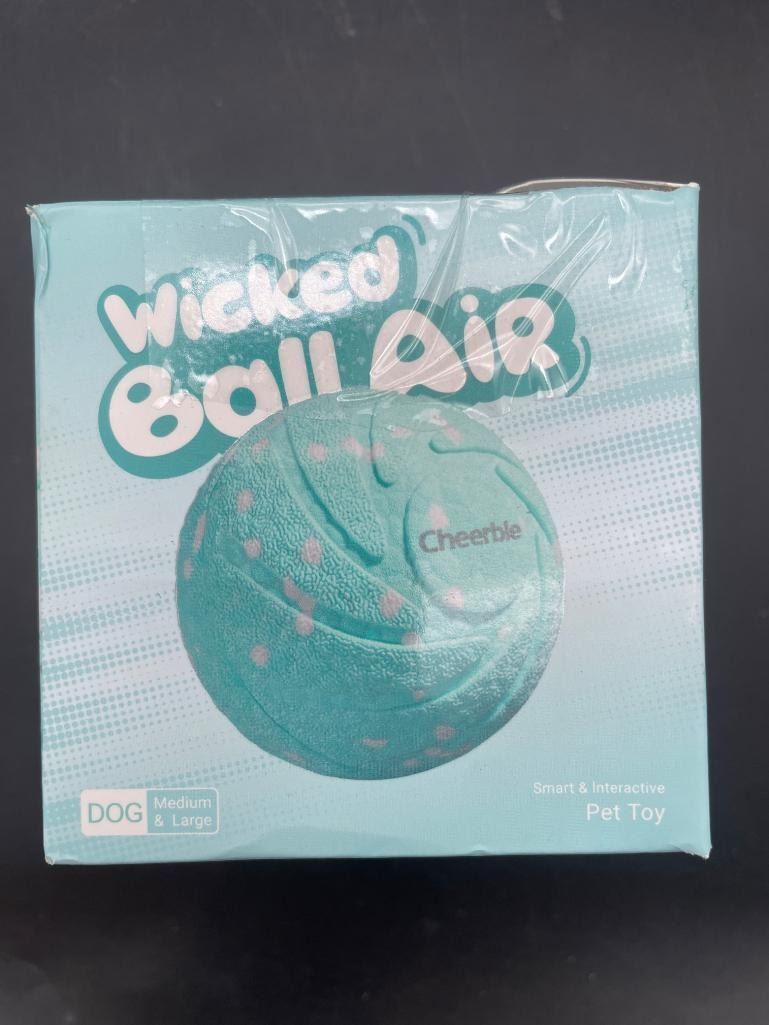 Wicked
Ball AiR
Cheerble
DOG
Medium
& Large
Smart & Interactive
Pet Toy